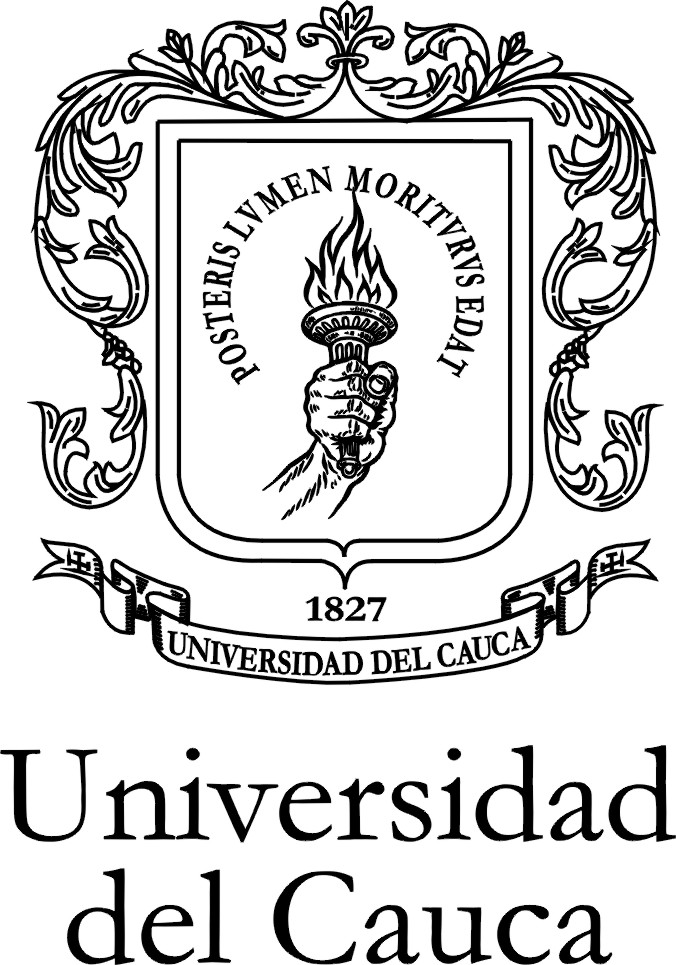 POSTERIS LVMEN MORITVRVS EDAT
1827
UNIVERSIDAD DEL CAUCA
Universidad
del Cauca